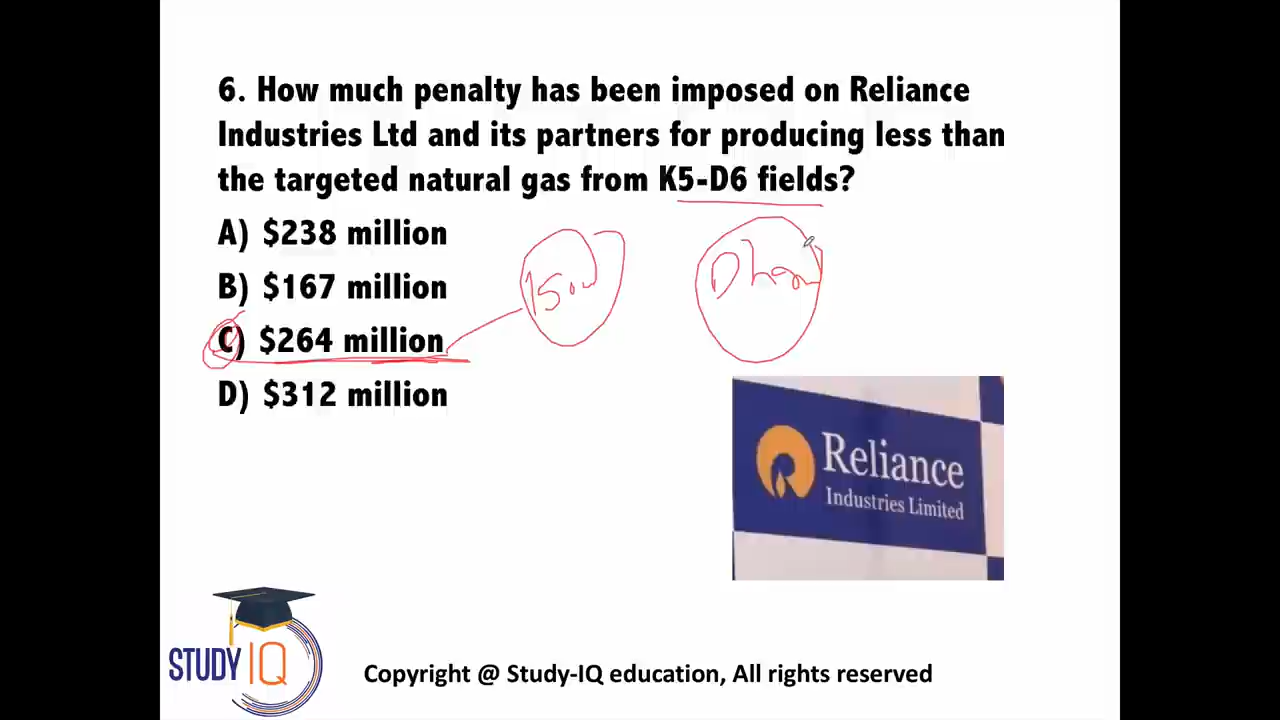 6. How much penalty has been imposed on Reliance
Industries Ltd and its partners for producing less than
the targeted natural gas from K5-D6 fields?
A) $238 million
B) $167 million
C) $264 million
D) $312 million
Reliance
Industries Limited
STUDY IQ
Copyright @ Study-IQ education, All rights reserved